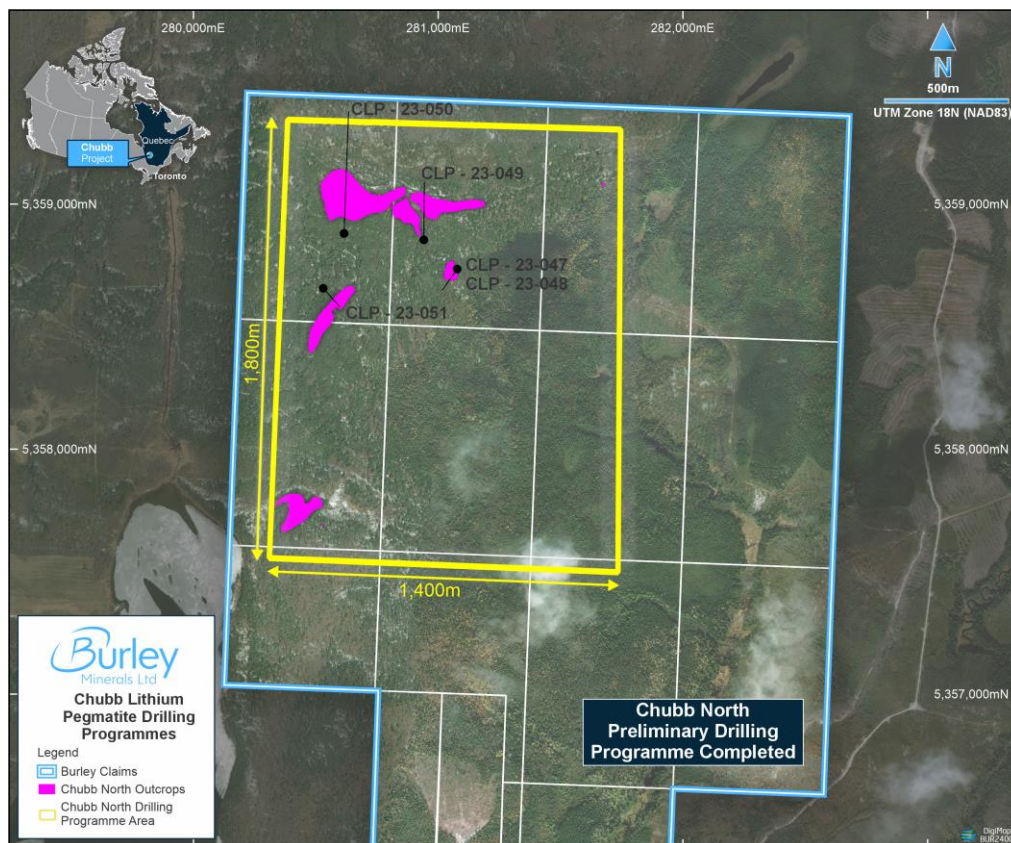 280,000mE
281,000mE
282,000mE
N
500m
UTM Zone 18N (NAD83)
Quebec
Chubb
Project
Toronto
CLP - 23-050
CLP - 23-049
5,359,000mN
5,359,000mN
CLP - 23-047
CLP - 23-048
CLP - 23-051
1,800m
5,358,000mN
5,358,000mN
1,400m
Burley
Minerals Ltd
Chubb Lithium
Pegmatite Drilling
Programmes
Legend
Burley Claims
Chubb North Outcrops
Chubb North Drilling
Programme Area
5,357,000mN
Chubb North
Preliminary Drilling
Programme Completed
DigiMap